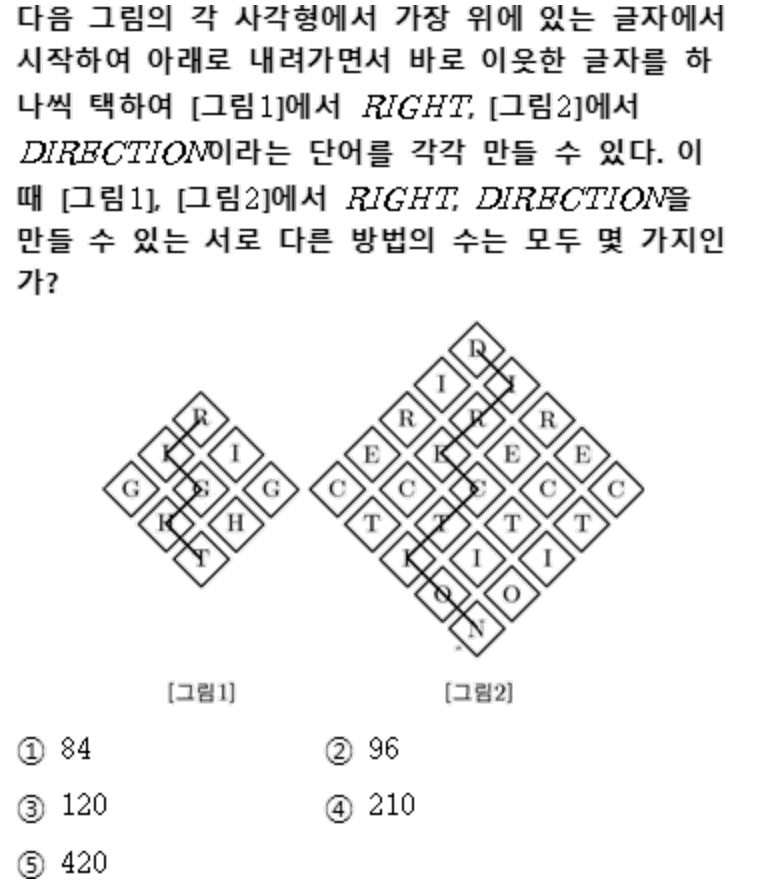 다음 그림의 각 사각형에서 가장 위에 있는 글자에서
시작하여 아래로 내려가면서 바로 이웃한 글자를 하
나씩 택하여 [그림1]에서 RIGHT, [그림2]에서
DIRECTION이라는 단어를 각각 만들 수 있다. 이
때 [그림1], [그림2]에서 RIGHT, DIRECTION을
만들 수 있는 서로 다른 방법의 수는 모두 몇 가지인
가?
R
I I
G G G
H H
T
[그림1]
D
I I
R R R
E E E E
C C C C C
T T T T
I I I
O O
N
[그림2]
① 84 ② 96
③ 120 ④ 210
⑤ 420